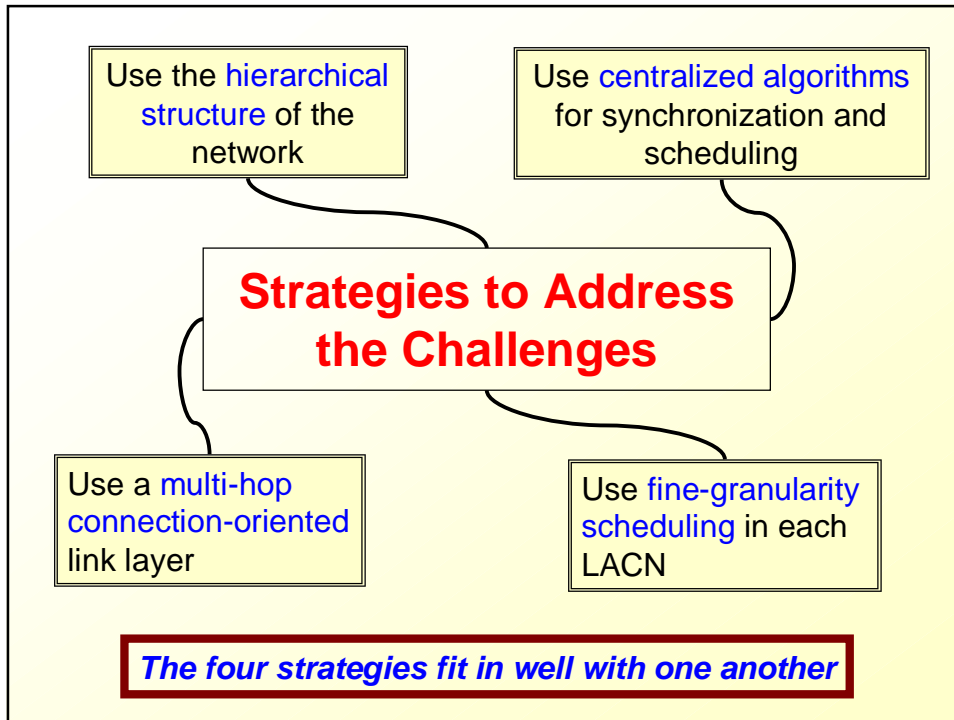 Use the hierarchical
structure of the
network
Use centralized algorithms
for synchronization and
scheduling
Strategies to Address
the Challenges
Use a multi-hop
connection-oriented
link layer
Use fine-granularity
scheduling in each
LACN
The four strategies fit in well with one another